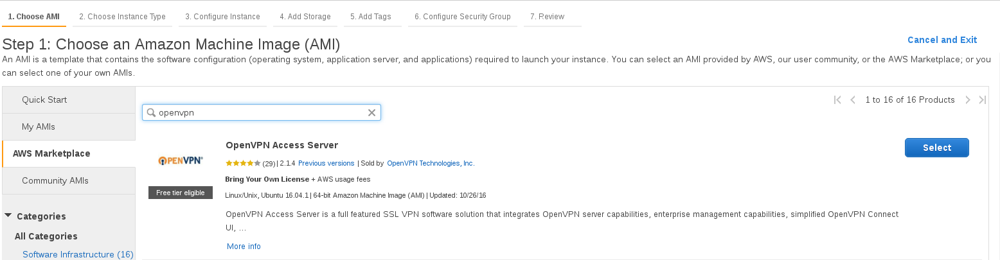 1. Choose AMI 2. Choose Instance Type 3. Configure Instance 4. Add Storage 5. Add Tags 6. Configure Security Group 7. Review
Step 1: Choose an Amazon Machine Image (AMI)
Cancel and Exit
An AMI is a template that contains the software configuration (operating system, application server, and applications) required to launch your instance. You can select an AMI provided by AWS, our user community, or the AWS Marketplace; or you
can select one of your own AMIs.
Quick Start
My AMIs
AWS Marketplace
Community AMIs
Categories
All Categories
Software Infrastructure (16)
openvpn
1 to 16 of 16 Products
OPENVPN®
Free tier eligible
OpenVPN Access Server
(29) | 2.1.4 Previous versions | Sold by OpenVPN Technologies, Inc.
Bring Your Own License + AWS usage fees
Linux/Unix, Ubuntu 16.04.1 | 64-bit Amazon Machine Image (AMI) | Updated: 10/26/16
OpenVPN Access Server is a full featured SSL VPN software solution that integrates OpenVPN server capabilities, enterprise management capabilities, simplified OpenVPN Connect
UI, ...
More info
Select